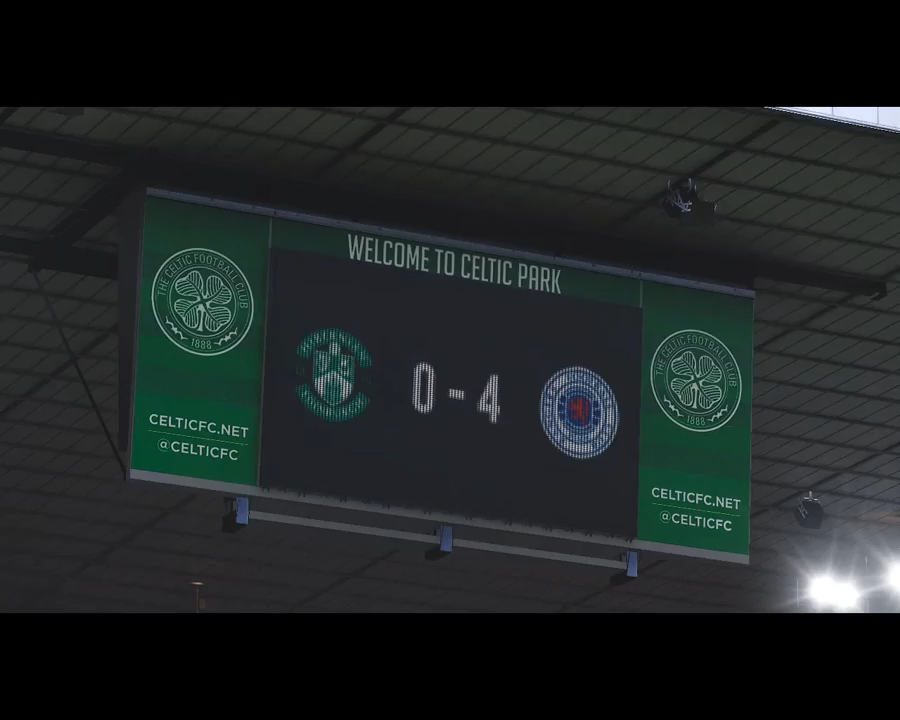 WELCOME TO CELTIC PARK
THE CELTIC FOOTBALL CLUB
1888
CELTICFC.NET
@CELTICFC
0-4
THE CELTIC FOOTBALL CLUB
1888
CELTICFC.NET
@CELTICFC